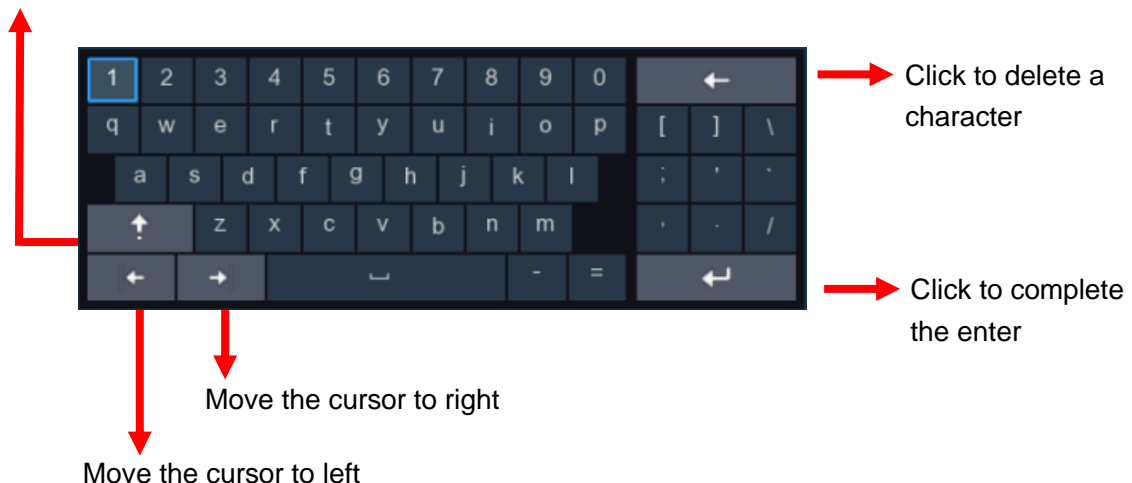 1 2 3 4 5 6 7 8 9 0
Click to delete a
character
q w e r t y u i o p [ ] \
a s d f g h j k l ; ' `
z x c v b n m , . /
- =
Click to complete
the enter
Move the cursor to right
Move the cursor to left